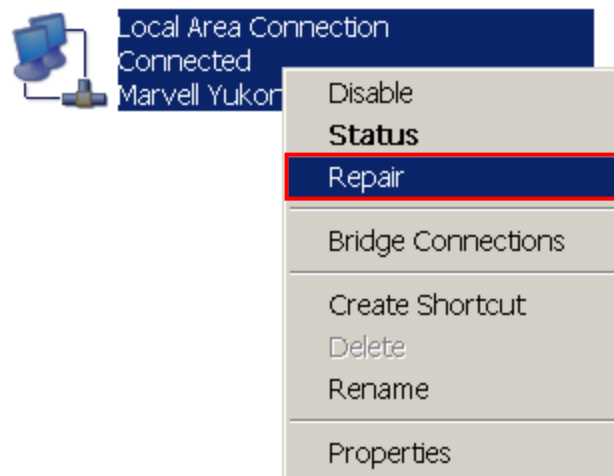 Local Area Connection
Connected
Marvell Yukon
Disable
Status
Repair
Bridge Connections
Create Shortcut
Delete
Rename
Properties